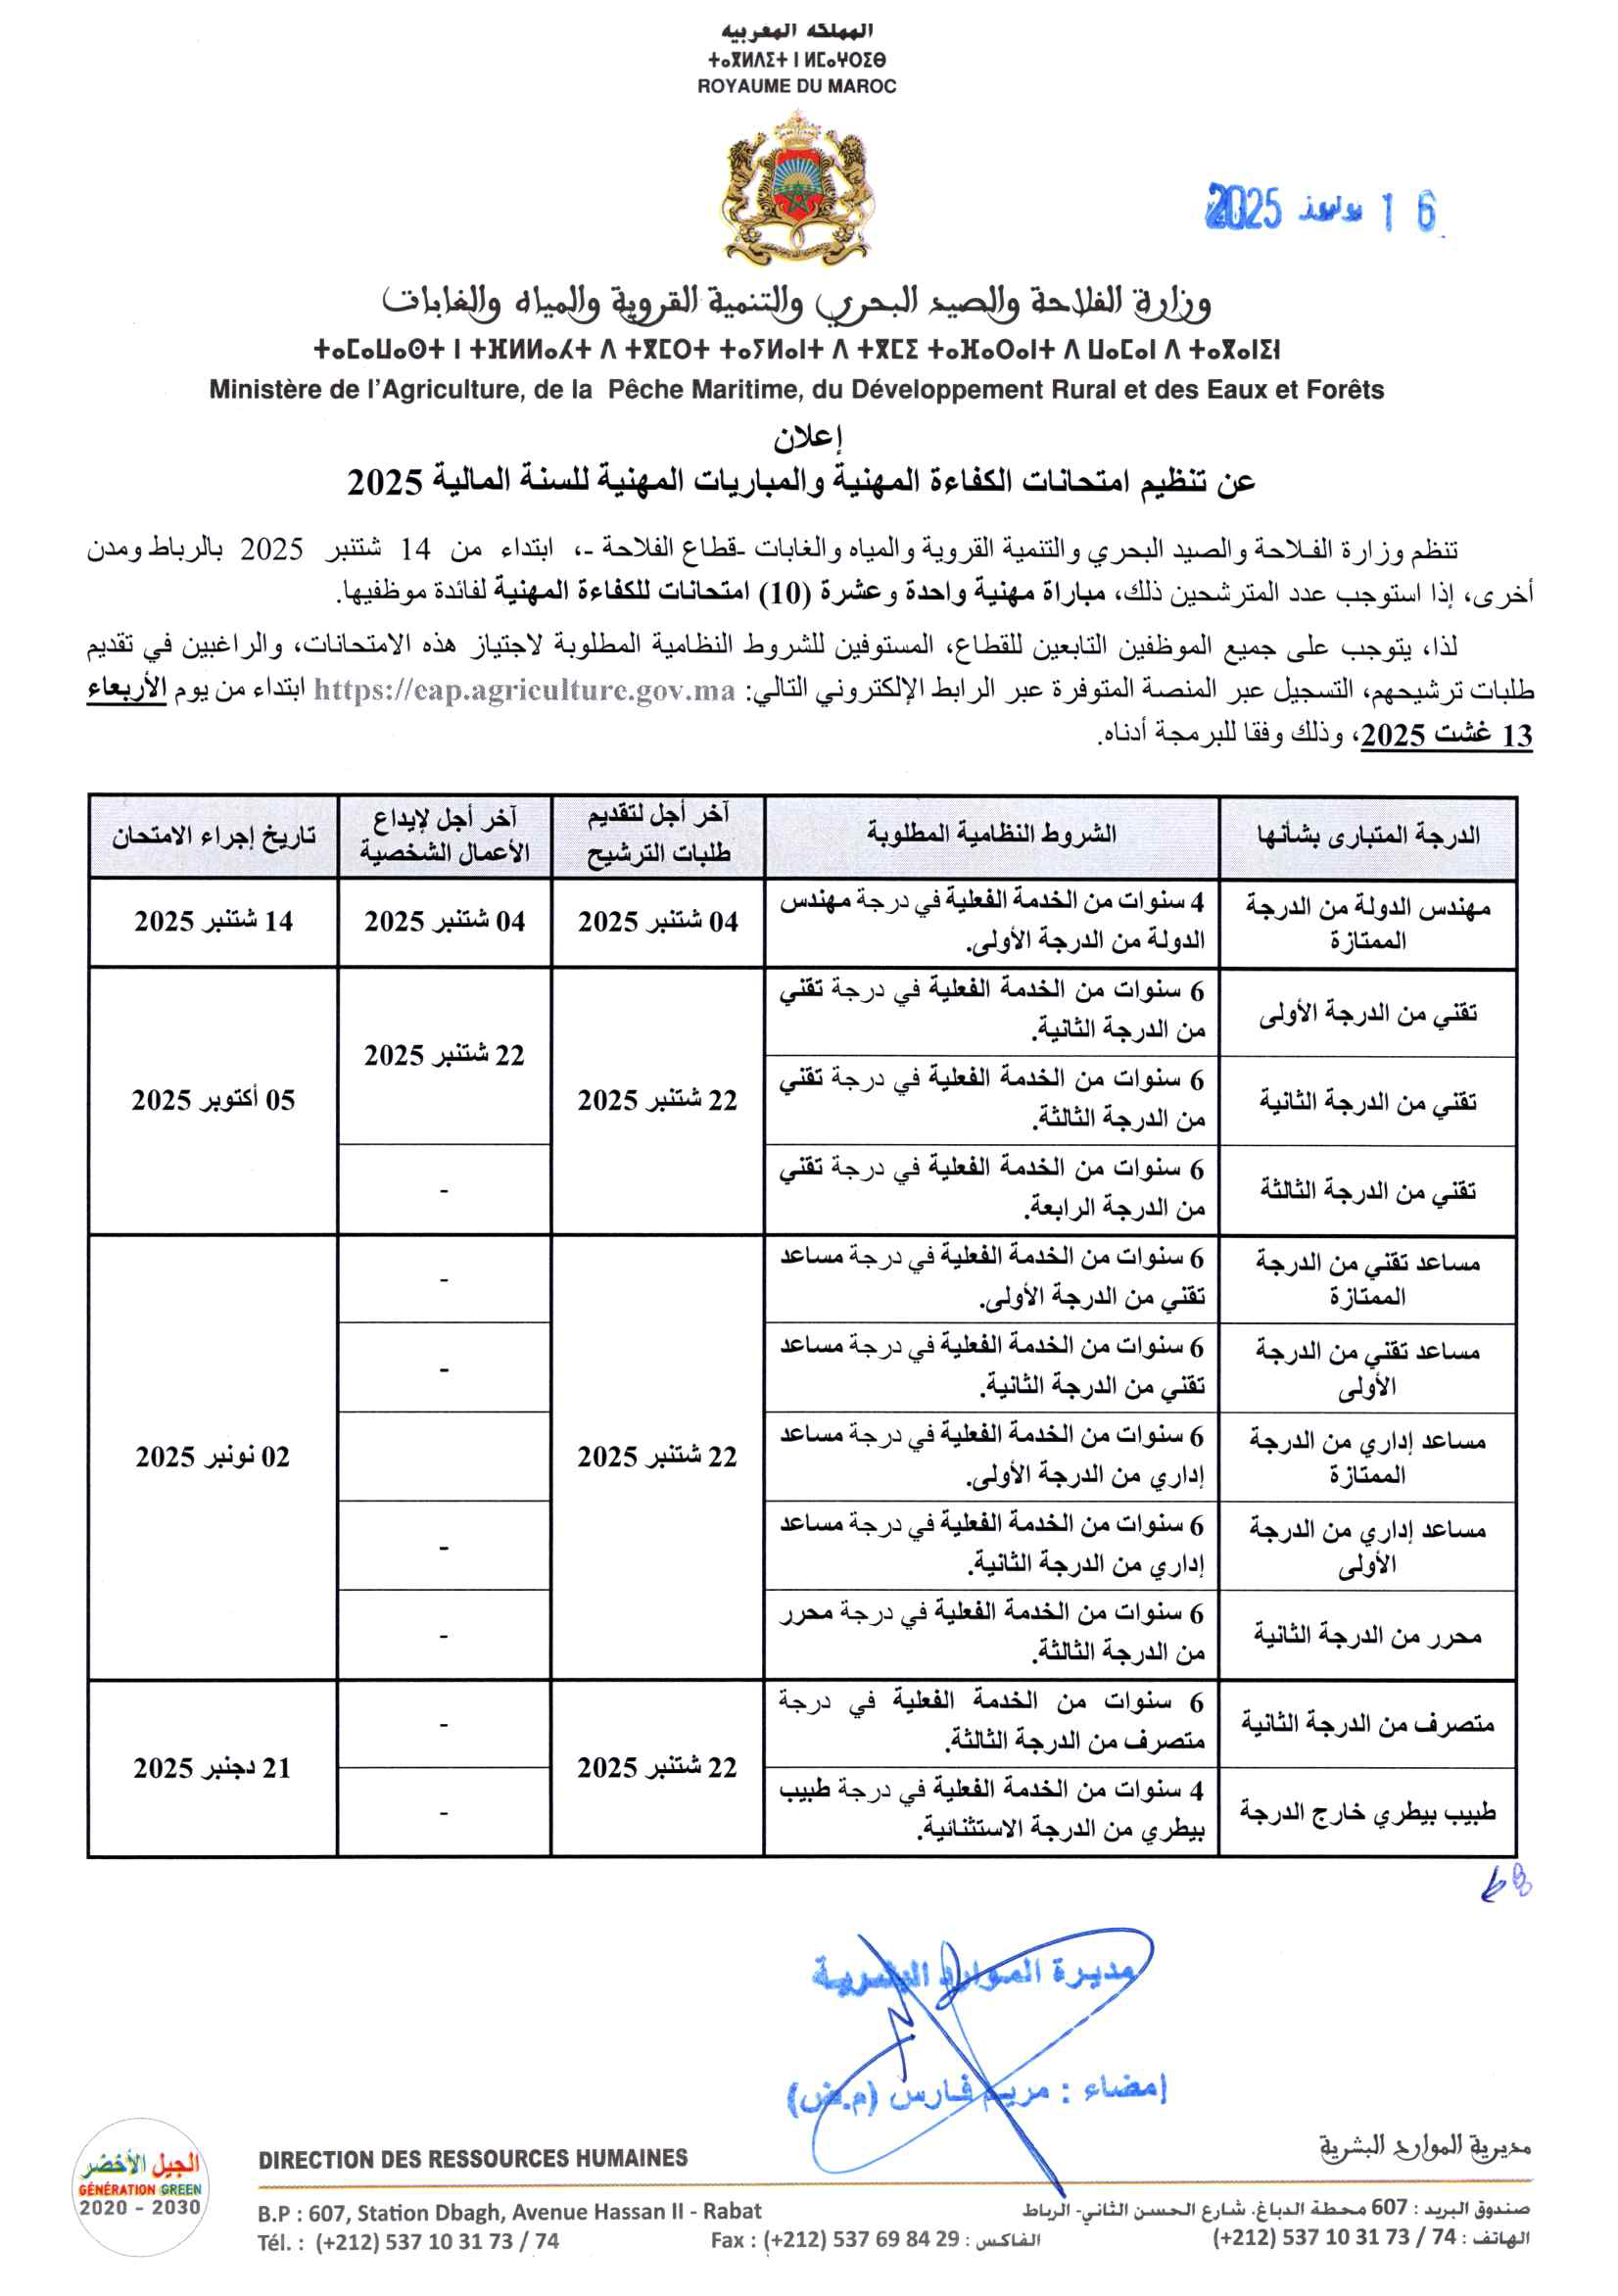 المملكة المغربية
ⵜⴰⴳⵍⴷⵉⵜ ⵏ ⵍⵎⴰⵖⵔⵉⴱ
ROYAUME DU MAROC
16 يوليوز 2025
وزارة الفلاحة والصيد البحري والتنمية القروية والمياه والغابات
Ministère de l'Agriculture, de la Pêche Maritime, du Développement Rural et des Eaux et Forêts
إعلان
عن تنظيم امتحانات الكفاءة المهنية والمباريات المهنية للسنة المالية 2025
تنظم وزارة الفلاحة والصيد البحري والتنمية القروية والمياه والغابات -قطاع الفلاحة -، ابتداء من 14 شتنبر 2025 بالرباط ومدن
أخرى، إذا استوجب عدد المترشحين ذلك، مباراة مهنية واحدة وعشرة (10) امتحانات للكفاءة المهنية لفائدة موظفيها.
لذا، يتوجب على جميع الموظفين التابعين للقطاع، المستوفين للشروط النظامية المطلوبة لاجتياز هذه الامتحانات، والراغبين في تقديم
طلبات ترشيحهم، التسجيل عبر المنصة المتوفرة عبر الرابط الإلكتروني التالي: https://eap.agriculture.gov.ma ابتداء من يوم الأربعاء
13 غشت 2025، وذلك وفقا للبرمجة أدناه.
الدرجة المتبارى بشأنها
الشروط النظامية المطلوبة
آخر أجل لتقديم
طلبات الترشيح
آخر أجل لإيداع
الأعمال الشخصية
تاريخ إجراء الامتحان
مهندس الدولة من الدرجة
الممتازة
4 سنوات من الخدمة الفعلية في درجة مهندس
الدولة من الدرجة الأولى.
04 شتنبر 2025
04 شتنبر 2025
14 شتنبر 2025
تقني من الدرجة الأولى
6 سنوات من الخدمة الفعلية في درجة تقني
من الدرجة الثانية.
22 شتنبر 2025
22 شتنبر 2025
05 أكتوبر 2025
تقني من الدرجة الثانية
6 سنوات من الخدمة الفعلية في درجة تقني
من الدرجة الثالثة.
تقني من الدرجة الثالثة
6 سنوات من الخدمة الفعلية في درجة تقني
من الدرجة الرابعة.
-
مساعد تقني من الدرجة
الممتازة
6 سنوات من الخدمة الفعلية في درجة مساعد
تقني من الدرجة الأولى.
22 شتنبر 2025
-
02 نونبر 2025
مساعد تقني من الدرجة
الأولى
6 سنوات من الخدمة الفعلية في درجة مساعد
تقني من الدرجة الثانية.
-
مساعد إداري من الدرجة
الممتازة
6 سنوات من الخدمة الفعلية في درجة مساعد
إداري من الدرجة الأولى.
مساعد إداري من الدرجة
الأولى
6 سنوات من الخدمة الفعلية في درجة مساعد
إداري من الدرجة الثانية.
-
محرر من الدرجة الثانية
6 سنوات من الخدمة الفعلية في درجة محرر
من الدرجة الثالثة.
-
متصرف من الدرجة الثانية
6 سنوات من الخدمة الفعلية في درجة
متصرف من الدرجة الثالثة.
22 شتنبر 2025
-
21 دجنبر 2025
طبيب بيطري خارج الدرجة
4 سنوات من الخدمة الفعلية في درجة طبيب
بيطري من الدرجة الاستثنائية.
-
مديرة الموارد البشرية
إمضاء : مريم فارس (م.ض)
الجيل الأخضر
GÉNÉRATION GREEN
2020 - 2030
DIRECTION DES RESSOURCES HUMAINES
مديرية الموارد البشرية
B.P : 607, Station Dbagh, Avenue Hassan II - Rabat
صندوق البريد : 607 محطة الدباغ. شارع الحسن الثاني- الرباط
Tél. : (+212) 537 10 31 73 / 74
Fax : (+212) 537 69 84 29 : الفاكس
الهاتف : 74 / 73 31 10 537 (212+)